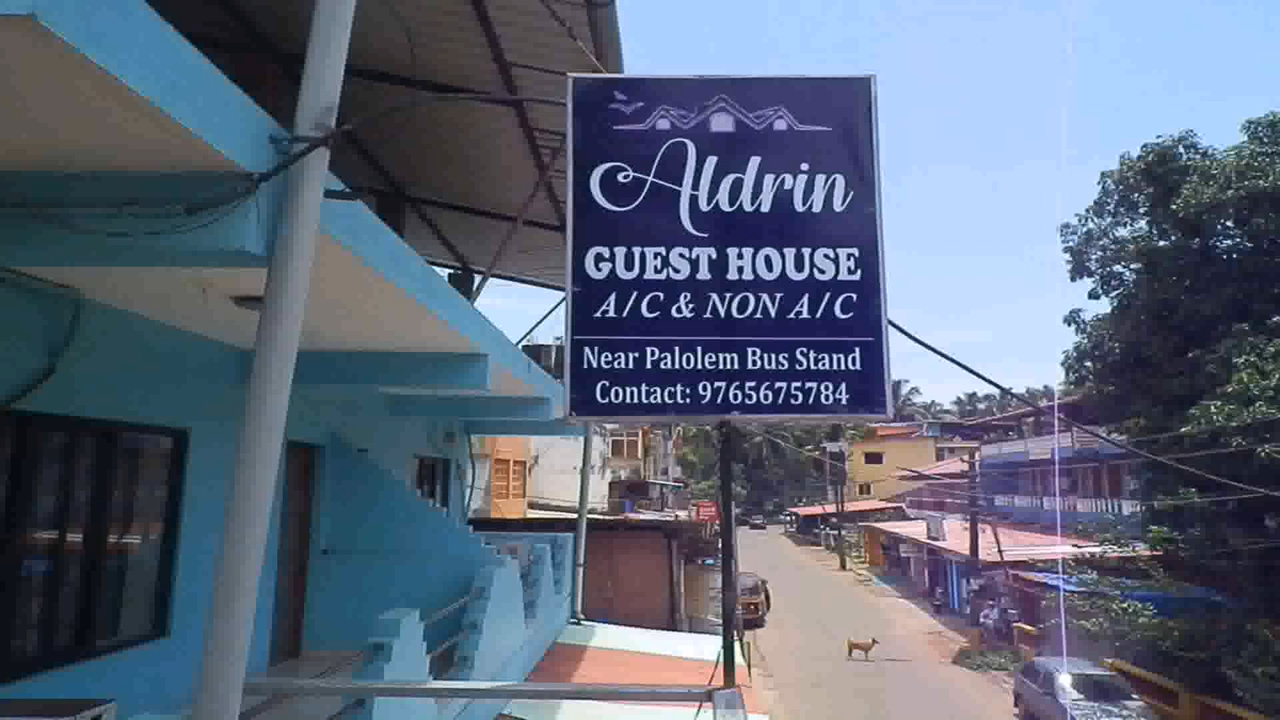 Aldrin
GUEST HOUSE
A/C & NON A/C
Near Palolem Bus Stand
Contact: 9765675784